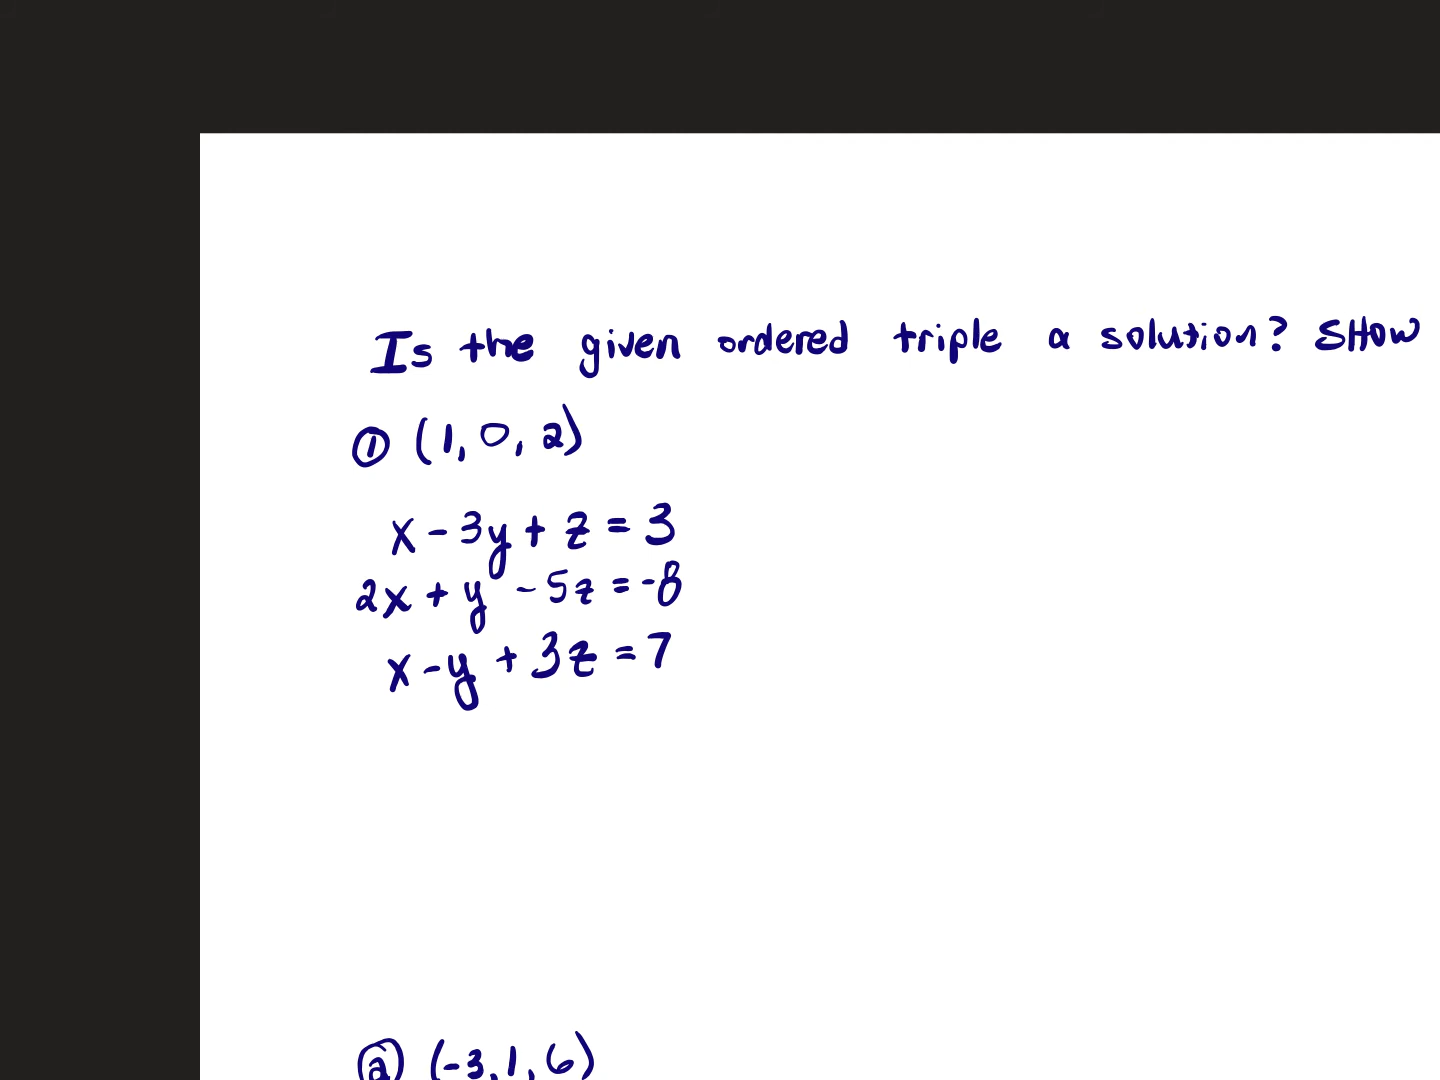 Is the given ordered triple a solution? SHOW
① (1, 0, 2)
x - 3y + z = 3
2x + y - 5z = -8
x - y + 3z = 7
② (-3, 1, 6)